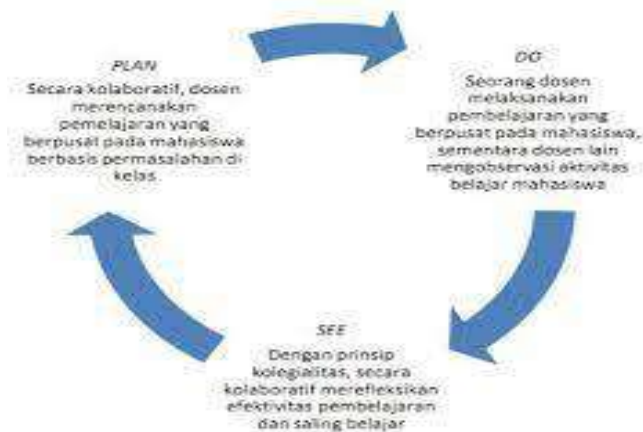 PLAN
Secara kolaboratif, dosen
merencanakan
pemelajaran yang
berpusat pada mahasiswa
berbasis permasalahan di
kelas
DO
Seorang dosen
melaksanakan
pembelajaran yang
berpusat pada mahasiswa,
sementara dosen lain
mengobservasi aktivitas
belajar mahasiswa
SEE
Dengan prinsip
kolegialitas, secara
kolaboratif merefleksikan
efektivitas pembelajaran
dan saling belajar